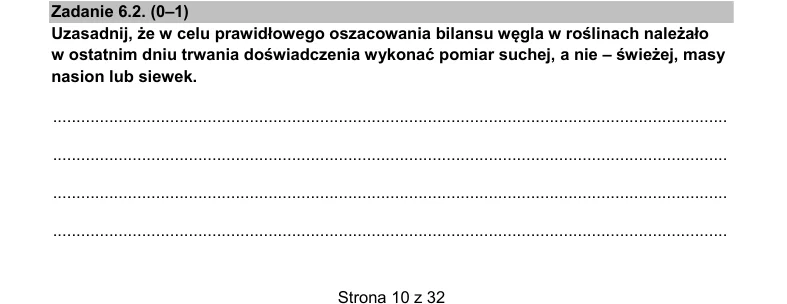 Zadanie 6.2. (0–1)
Uzasadnij, że w celu prawidłowego oszacowania bilansu węgla w roślinach należało
w ostatnim dniu trwania doświadczenia wykonać pomiar suchej, a nie – świeżej, masy
nasion lub siewek.
Strona 10 z 32